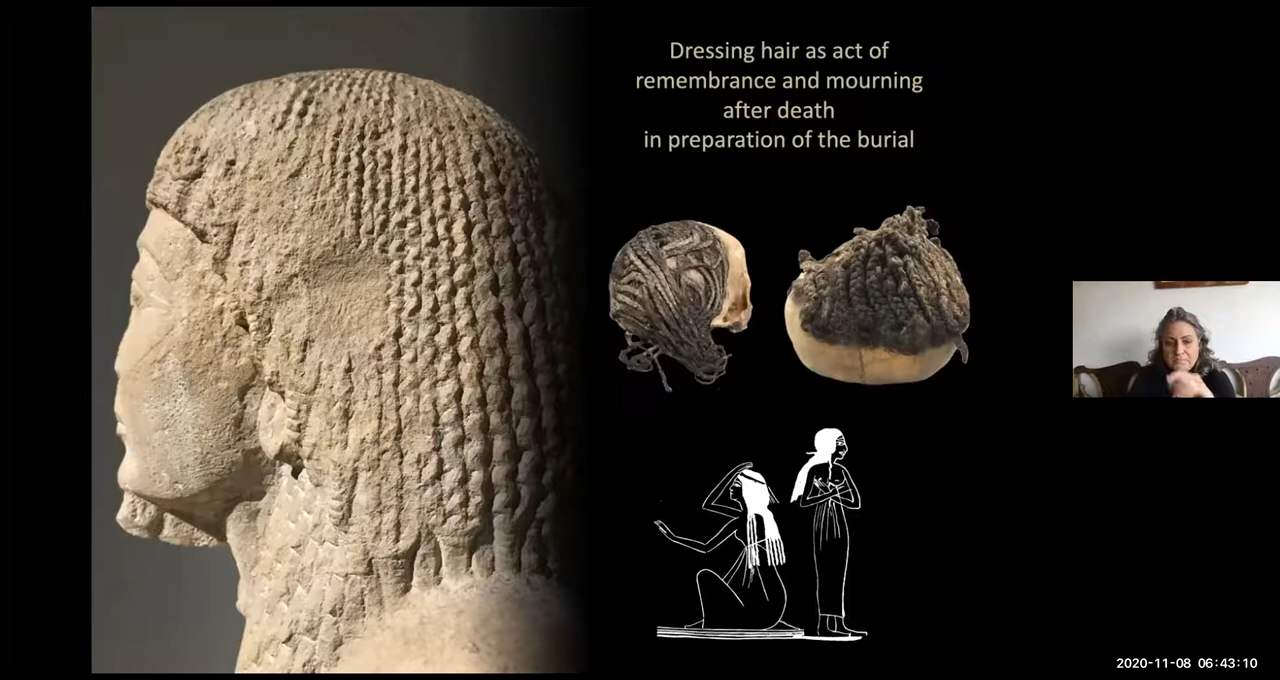 Dressing hair as act of
remembrance and mourning
after death
in preparation of the burial
2020-11-08 06:43:10